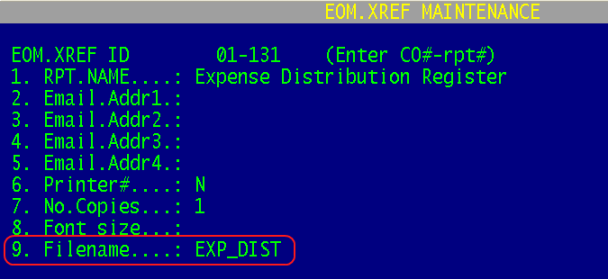 EOM.XREF MAINTENANCE
EOM.XREF ID 01-131 (Enter CO#-rpt#)
1. RPT.NAME....: Expense Distribution Register
2. Email.Addr1.:
3. Email.Addr2.:
4. Email.Addr3.:
5. Email.Addr4.:
6. Printer#....: N
7. No.Copies...: 1
8. Font size...:
9. Filename....: EXP_DIST